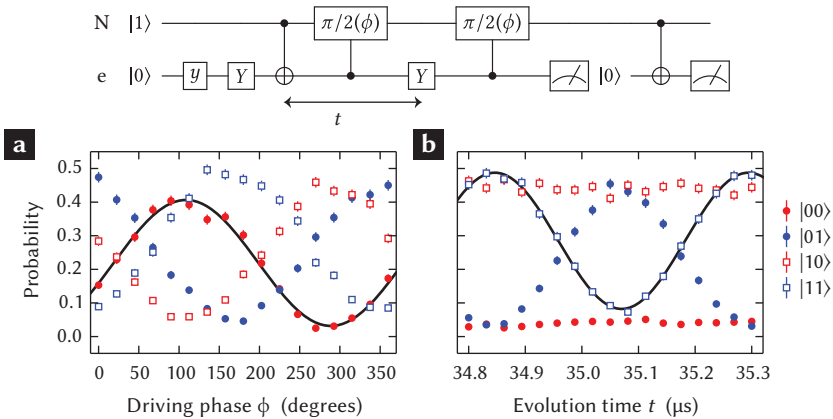 N |1⟩ π/2(ϕ) π/2(ϕ)
e |0⟩ y Y Y |0⟩
t
a b
0.5
0.4
0.3
0.2
0.1
0.0
Probability
0 50 100 150 200 250 300 350
Driving phase ϕ (degrees)
34.8 34.9 35.0 35.1 35.2 35.3
Evolution time t (µs)
|00⟩
|01⟩
|10⟩
|11⟩